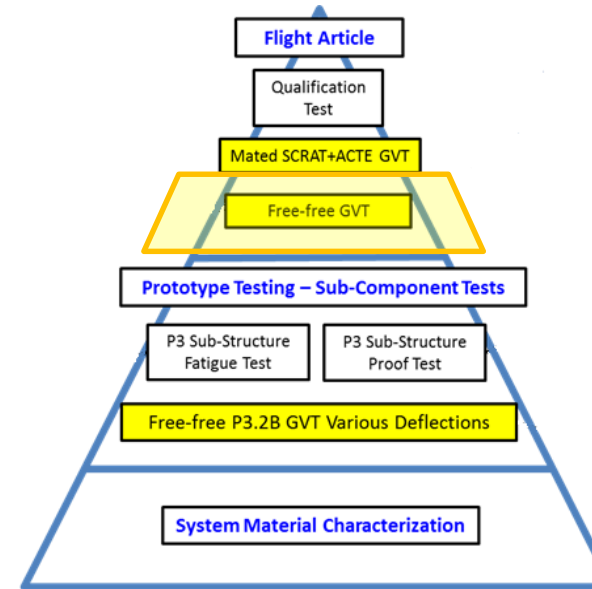 Flight Article
Qualification
Test
Mated SCRAT+ACTE GVT
Free-free GVT
Prototype Testing – Sub-Component Tests
P3 Sub-Structure
Fatigue Test
P3 Sub-Structure
Proof Test
Free-free P3.2B GVT Various Deflections
System Material Characterization